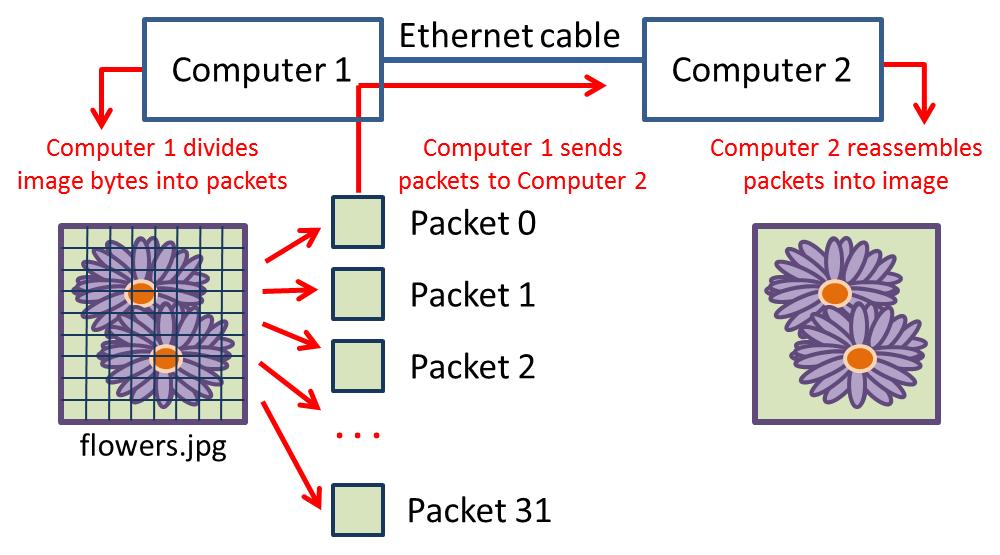 Computer 1
Ethernet cable
Computer 2
Computer 1 divides
image bytes into packets
Computer 1 sends
packets to Computer 2
Computer 2 reassembles
packets into image
Packet 0
Packet 1
Packet 2
...
Packet 31
flowers.jpg